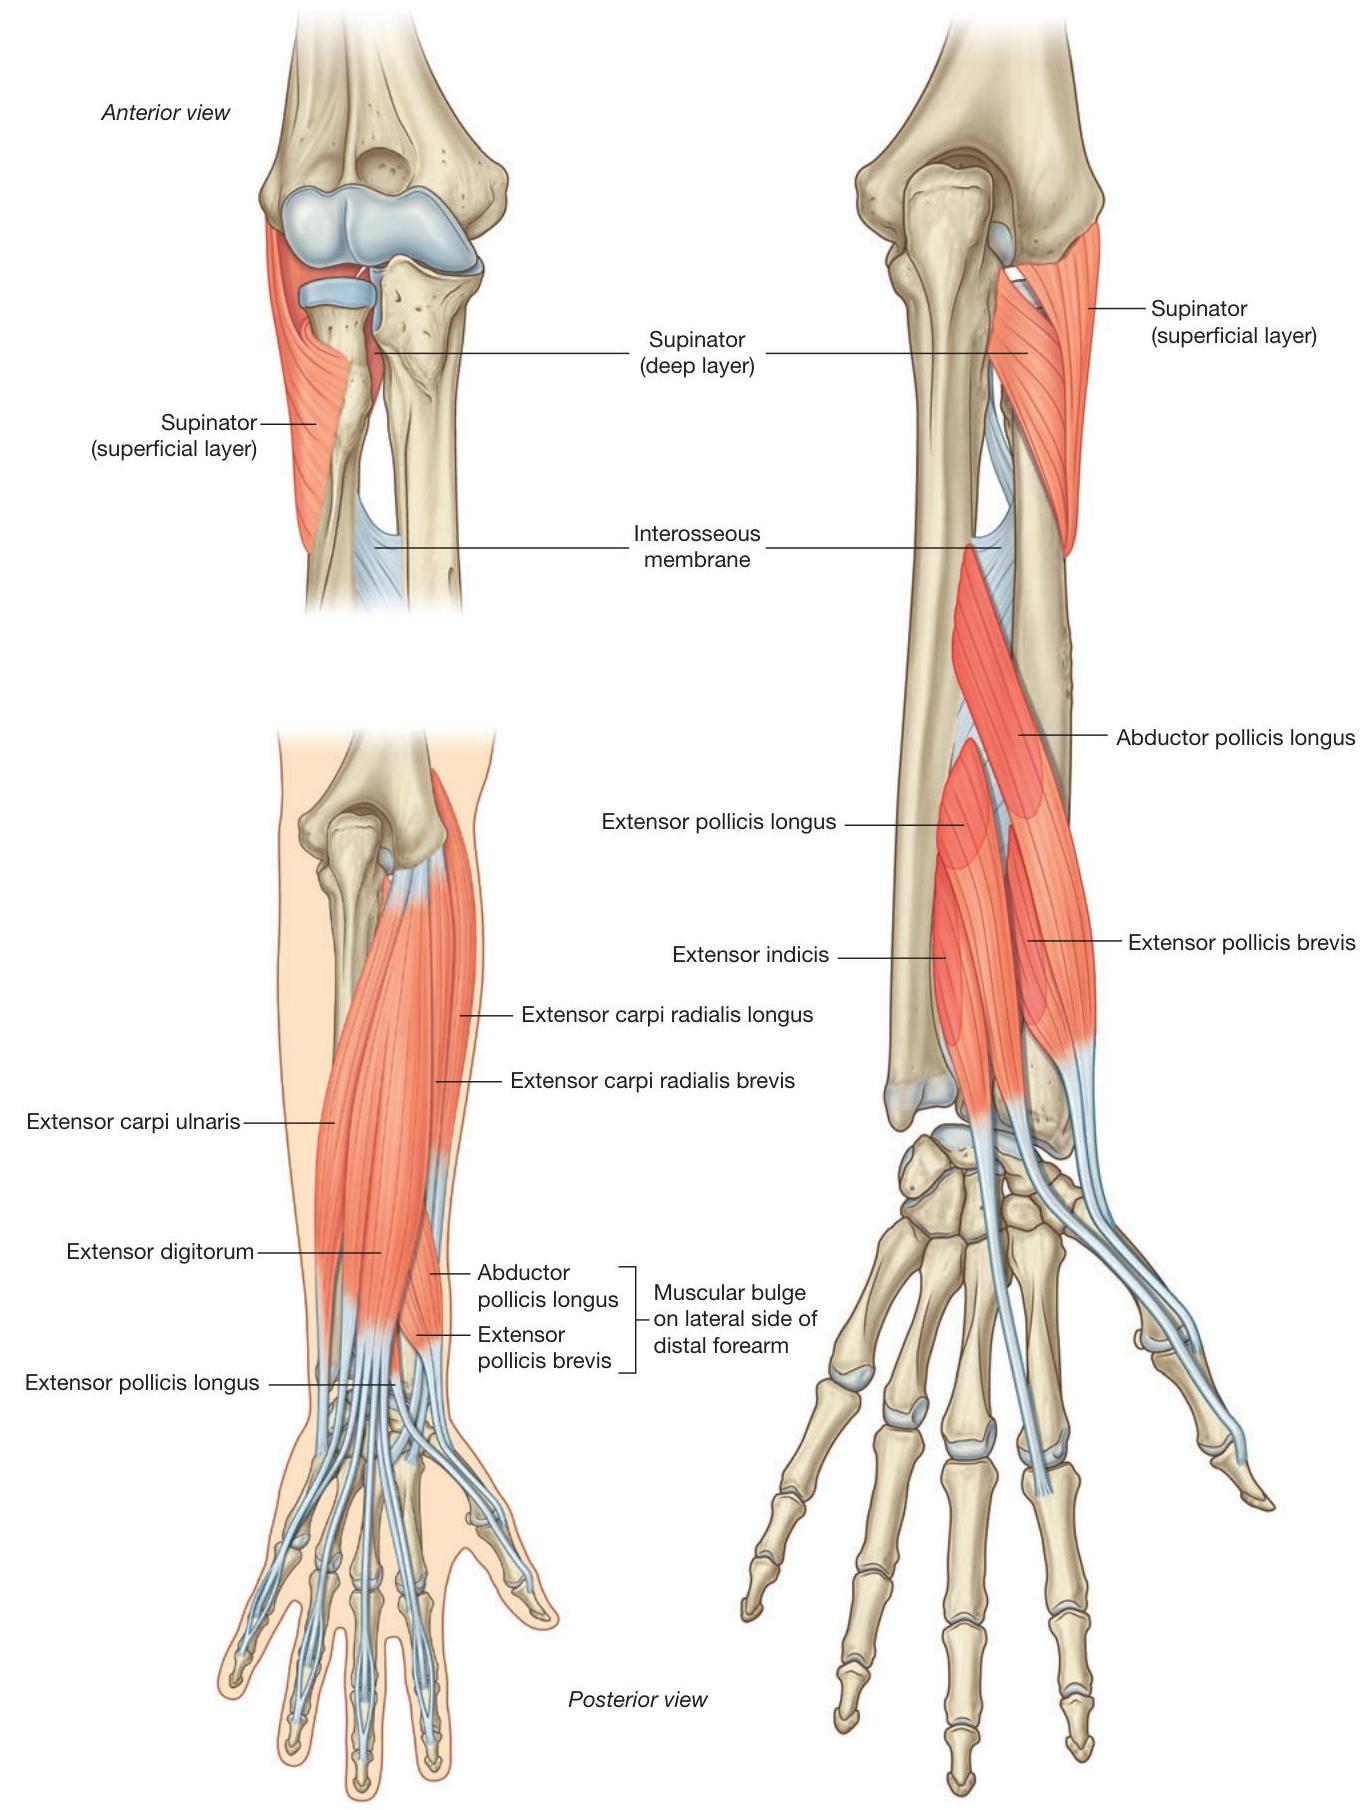 Anterior view
Supinator
(superficial layer)
Supinator
(deep layer)
Supinator
(superficial layer)
Interosseous
membrane
Abductor pollicis longus
Extensor pollicis longus
Extensor pollicis brevis
Extensor indicis
Extensor carpi radialis longus
Extensor carpi radialis brevis
Extensor carpi ulnaris
Extensor digitorum
Abductor
pollicis longus
Extensor
pollicis brevis
Muscular bulge
on lateral side of
distal forearm
Extensor pollicis longus
Posterior view